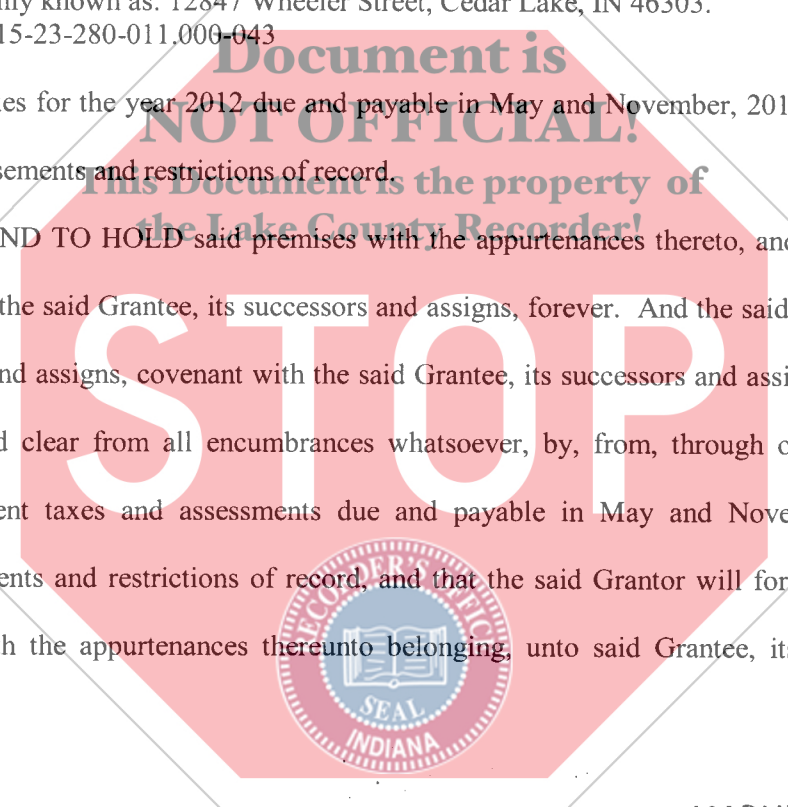 nly known as: 12847 Wheeler Street, Cedar Lake, IN 46303.
15-23-280-011.000-043
Document is
es for the year 2012 due and payable in May and November, 201
NOT OFFICIAL!
sements and restrictions of record.
This Document is the property of
the Lake County Recorder!
ND TO HOLD said premises with the appurtenances thereto, and
the said Grantee, its successors and assigns, forever. And the said
nd assigns, covenant with the said Grantee, its successors and assi
STOP
d clear from all encumbrances whatsoever, by, from, through o
ent taxes and assessments due and payable in May and Nove
ents and restrictions of record, and that the said Grantor will for
h the appurtenances thereunto belonging, unto said Grantee, its
RECORDER'S OFFICE
SEAL
INDIANA